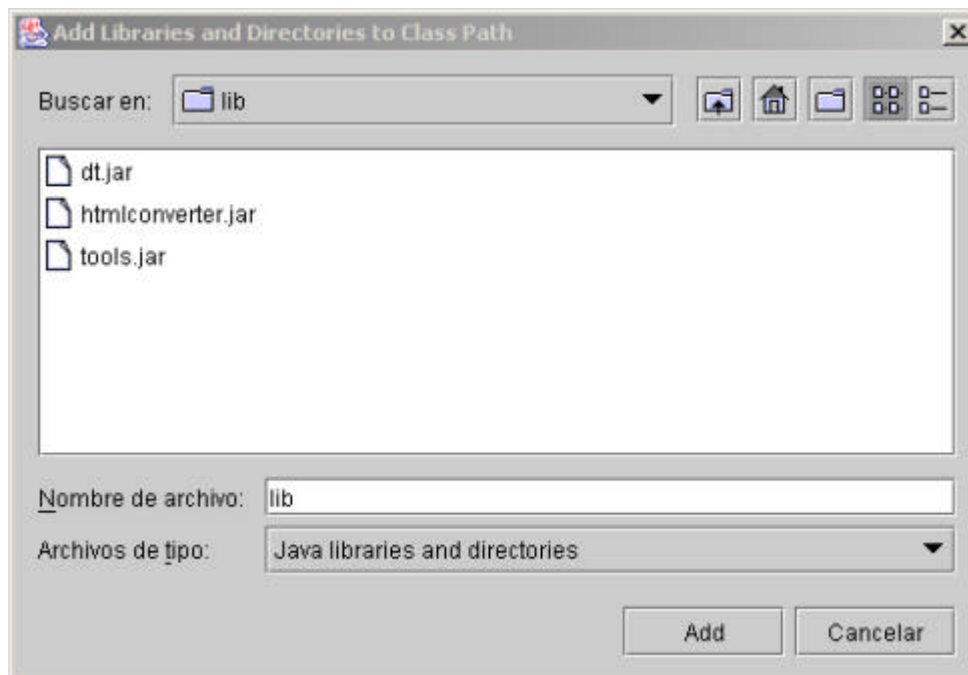 Add Libraries and Directories to Class Path
Buscar en: lib
dt.jar
htmlconverter.jar
tools.jar
Nombre de archivo: lib
Archivos de tipo: Java libraries and directories
Add Cancelar